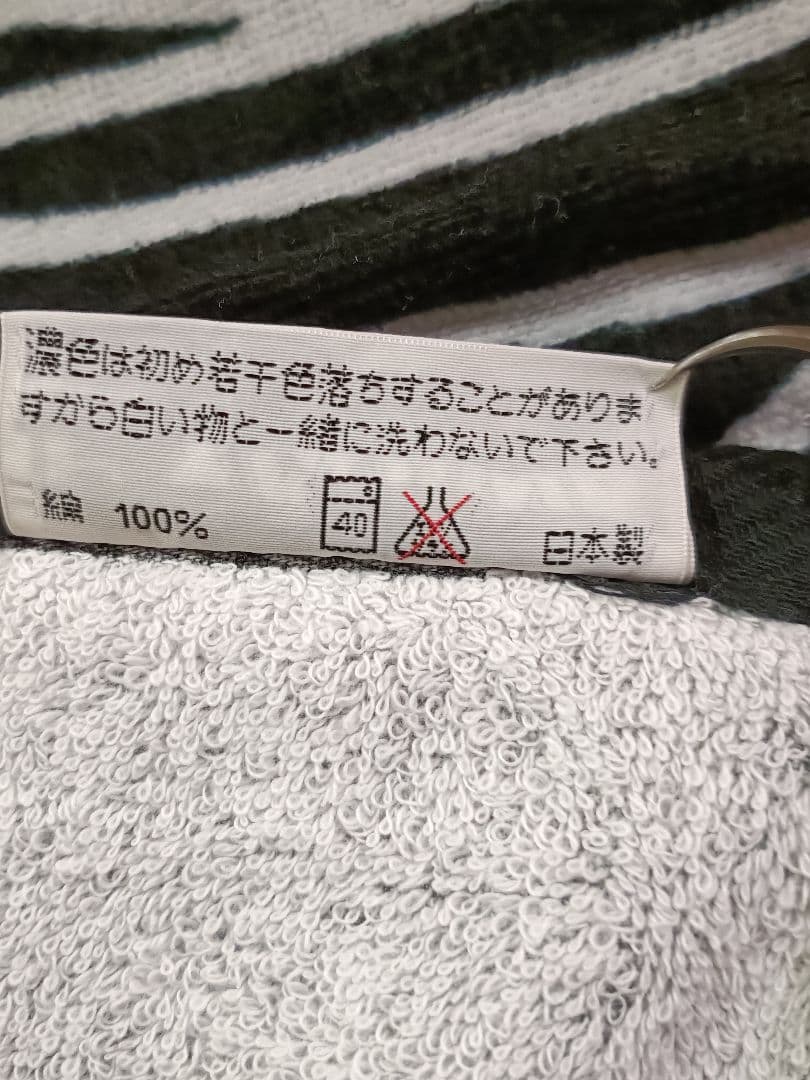 濃色は初め若干色落ちすることがありま
すから白い物と一緒に洗わないで下さい。
綿 100% 40 日本製